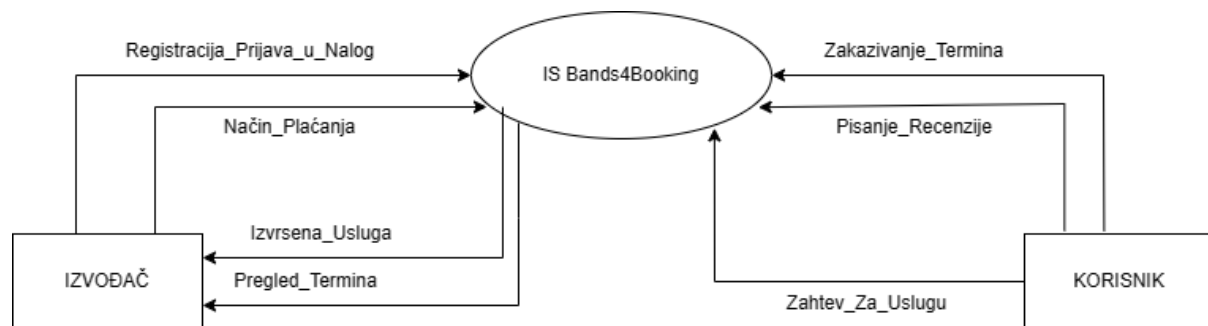 Registracija_Prijava_u_Nalog
Zakazivanje_Termina
IS Bands4Booking
Način_Plaćanja
Pisanje_Recenzije
Izvrsena_Usluga
IZVOĐAČ
Pregled_Termina
KORISNIK
Zahtev_Za_Uslugu